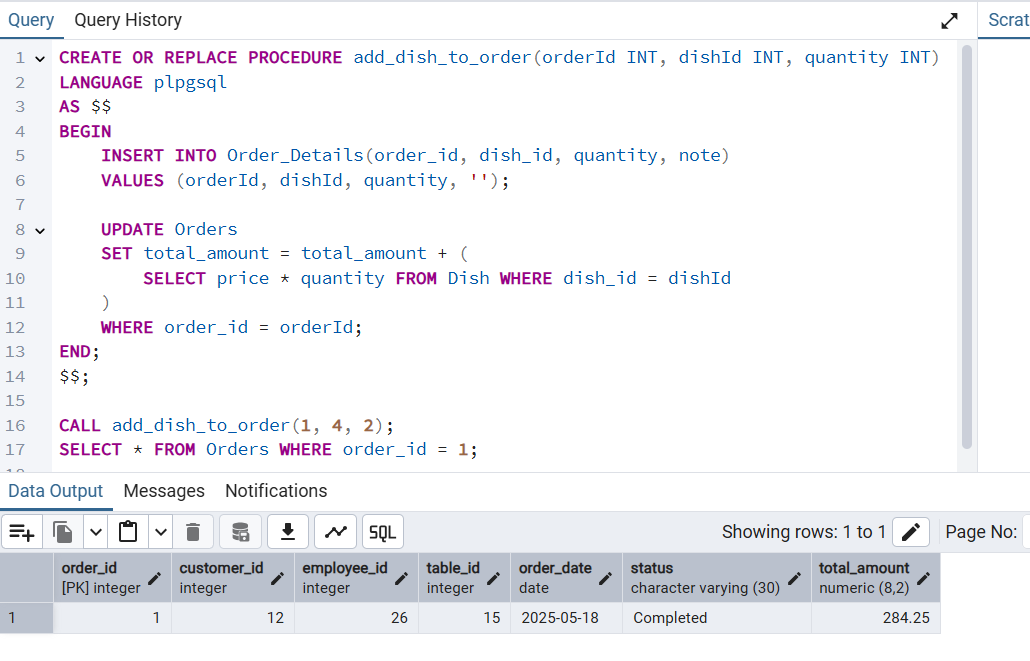 Query Query History Scrat
1 CREATE OR REPLACE PROCEDURE add_dish_to_order(orderId INT, dishId INT, quantity INT)
2 LANGUAGE plpgsql
3 AS $$
4 BEGIN
5 INSERT INTO Order_Details(order_id, dish_id, quantity, note)
6 VALUES (orderId, dishId, quantity, '');
7
8 UPDATE Orders
9 SET total_amount = total_amount + (
10 SELECT price * quantity FROM Dish WHERE dish_id = dishId
11 )
12 WHERE order_id = orderId;
13 END;
14 $$;
15
16 CALL add_dish_to_order(1, 4, 2);
17 SELECT * FROM Orders WHERE order_id = 1;
Data Output Messages Notifications
SQL Showing rows: 1 to 1 Page No:
order_id customer_id employee_id table_id order_date status total_amount
[PK] integer integer integer integer date character varying (30) numeric (8,2)
1 1 12 26 15 2025-05-18 Completed 284.25